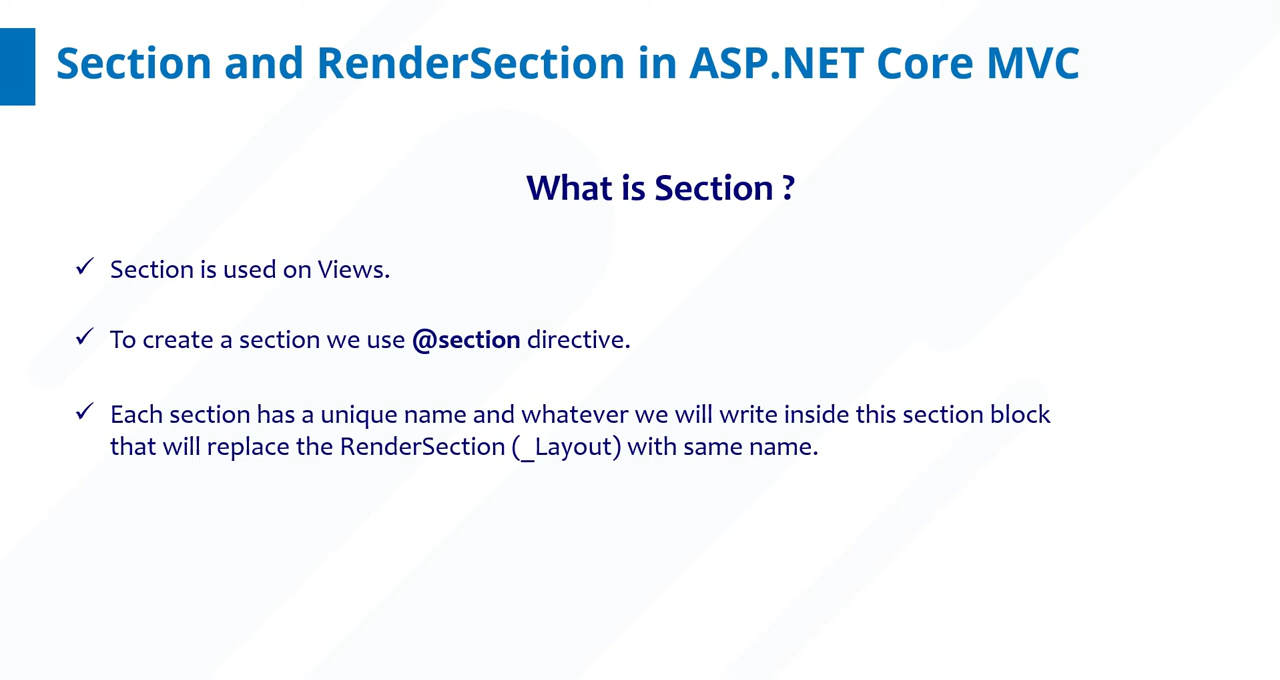 Section and RenderSection in ASP.NET Core MVC
What is Section ?
✓ Section is used on Views.
✓ To create a section we use @section directive.
✓ Each section has a unique name and whatever we will write inside this section block
that will replace the RenderSection (_Layout) with same name.